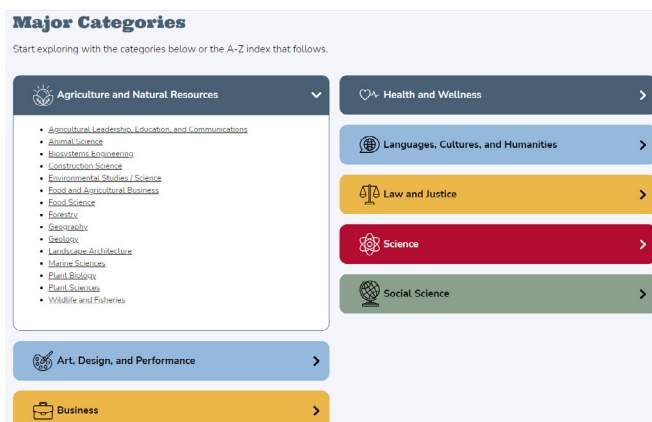 Major Categories
Start exploring with the categories below or the A-Z index that follows.
Agriculture and Natural Resources
Agricultural Leadership, Education, and Communications
Animal Science
Biosystems Engineering
Construction Science
Environmental Studies / Science
Food and Agricultural Business
Food Science
Forestry
Geography
Geology
Landscape Architecture
Marine Sciences
Plant Biology
Plant Sciences
Wildlife and Fisheries
Art, Design, and Performance
Business
Health and Wellness
Languages, Cultures, and Humanities
Law and Justice
Science
Social Science